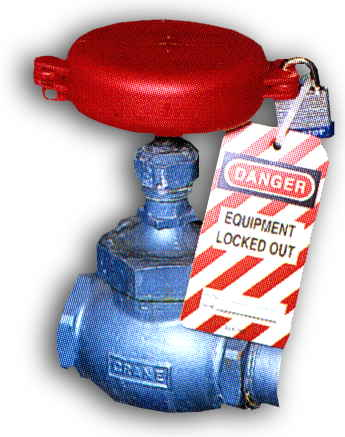 DANGER
EQUIPMENT
LOCKED OUT
CRANE